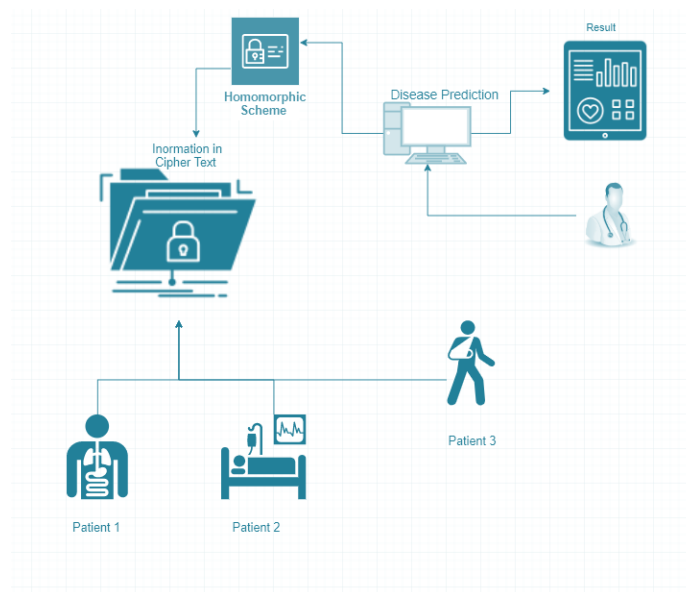 Result
Disease Prediction
Homomorphic
Scheme
Inormation in
Cipher Text
Patient 3
Patient 1
Patient 2